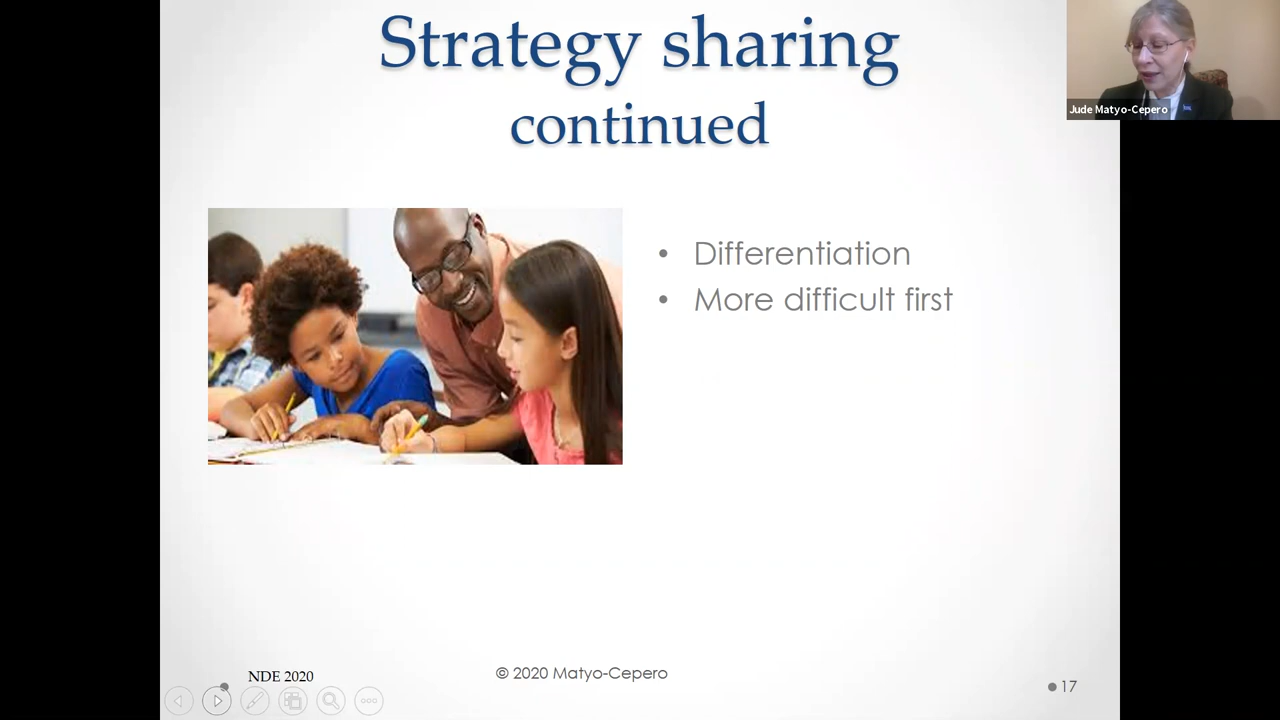 Strategy sharing
continued
Jude Matyo-Cepero
• Differentiation
• More difficult first
NDE 2020
© 2020 Matyo-Cepero
17